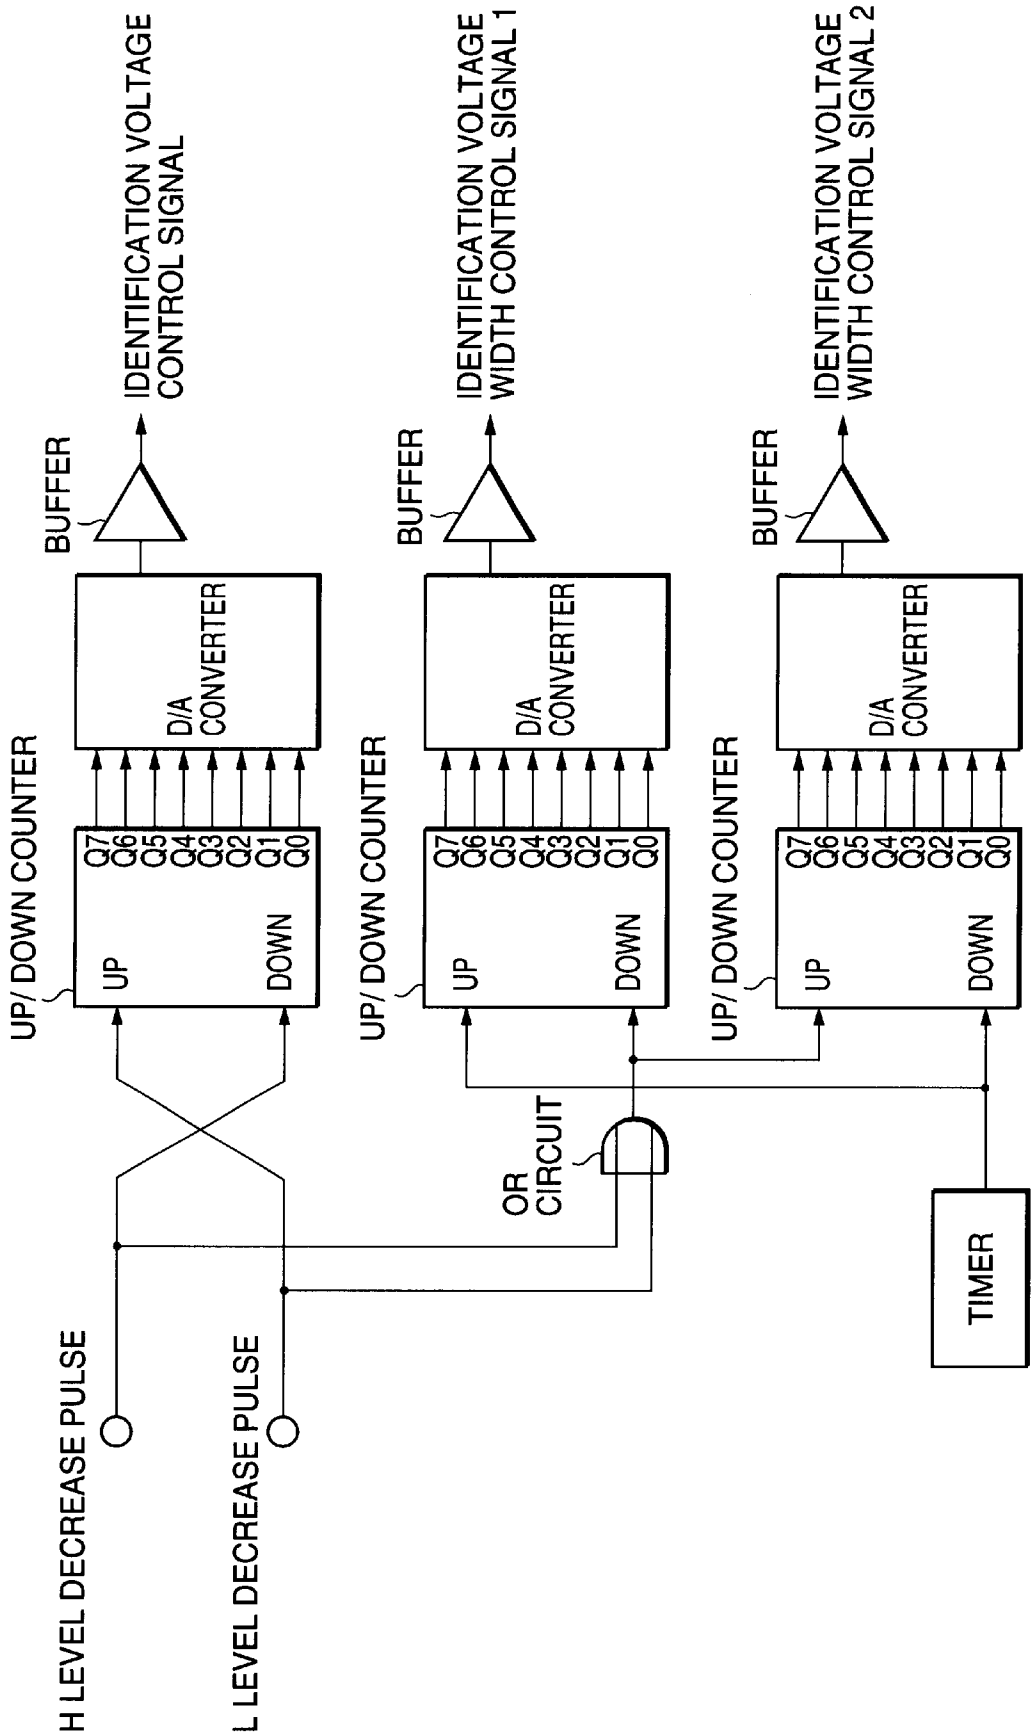 H LEVEL DECREASE PULSE
L LEVEL DECREASE PULSE
UP/ DOWN COUNTER
UP
DOWN
Q7
Q6
Q5
Q4
Q3
Q2
Q1
Q0
D/A
CONVERTER
BUFFER
IDENTIFICATION VOLTAGE
CONTROL SIGNAL
OR
CIRCUIT
UP/ DOWN COUNTER
UP
DOWN
Q7
Q6
Q5
Q4
Q3
Q2
Q1
Q0
D/A
CONVERTER
BUFFER
IDENTIFICATION VOLTAGE
WIDTH CONTROL SIGNAL 1
TIMER
UP/ DOWN COUNTER
UP
DOWN
Q7
Q6
Q5
Q4
Q3
Q2
Q1
Q0
D/A
CONVERTER
BUFFER
IDENTIFICATION VOLTAGE
WIDTH CONTROL SIGNAL 2